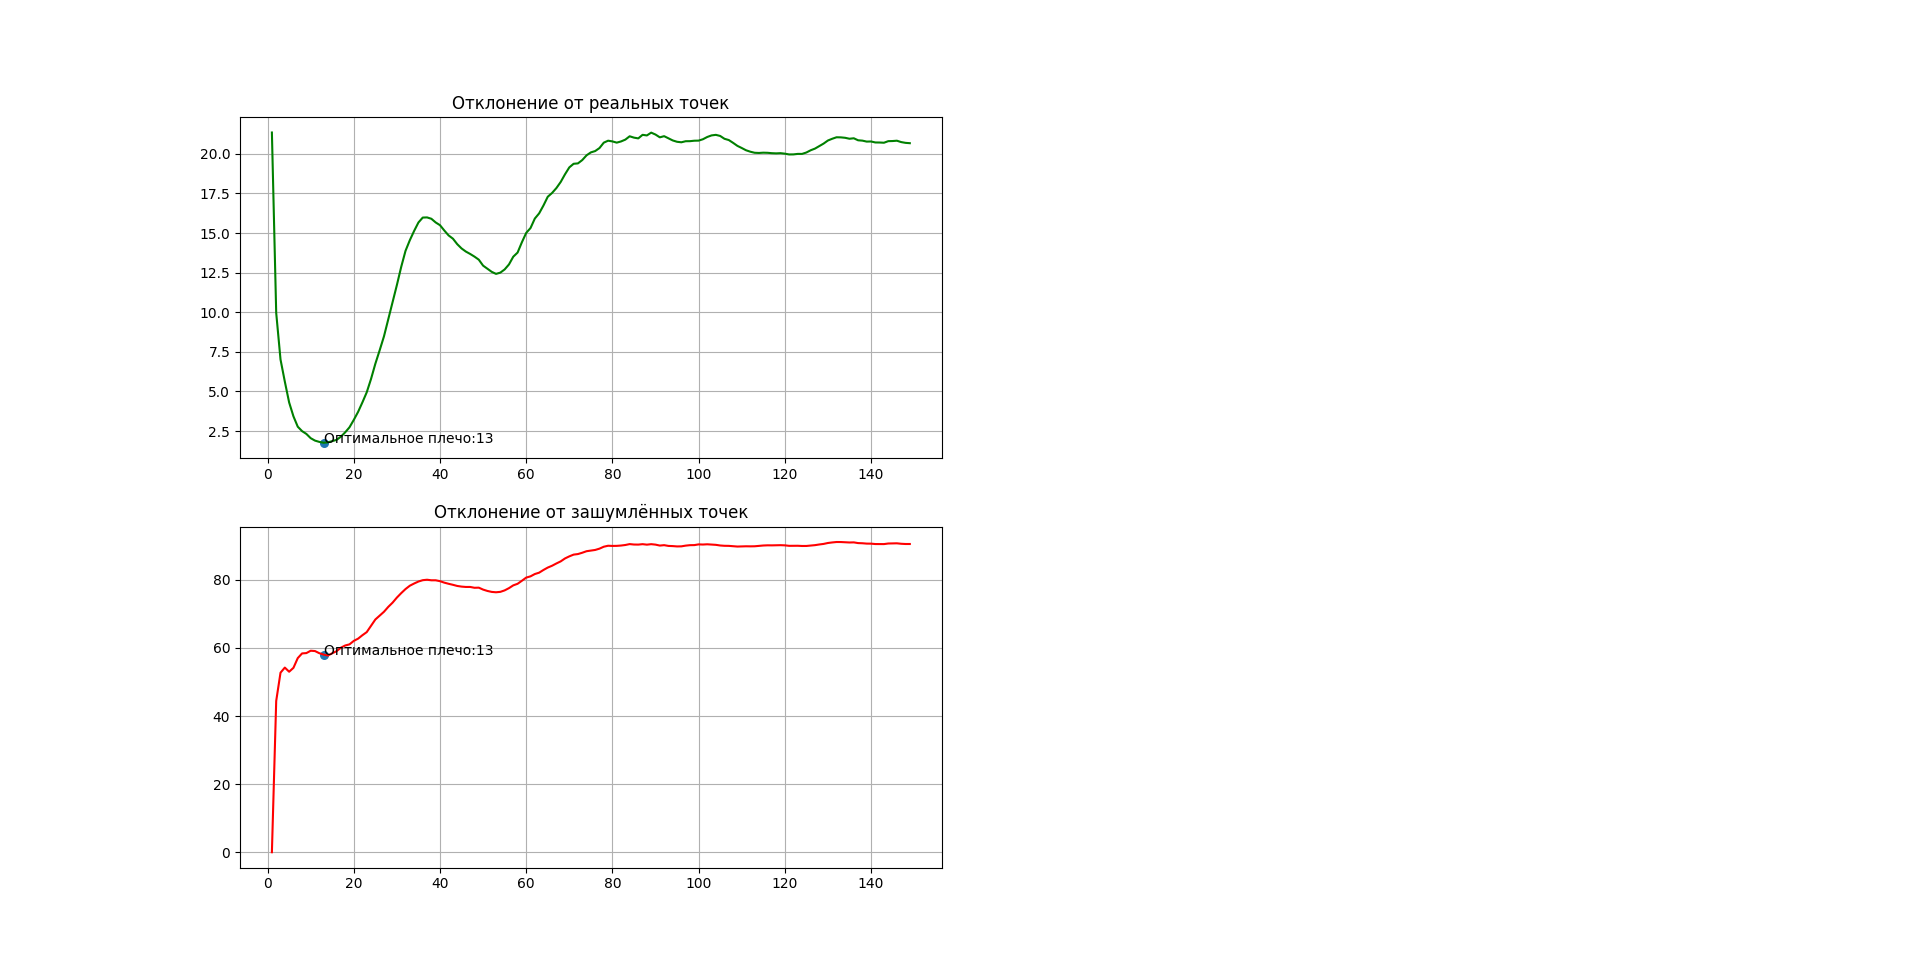 Отклонение от реальных точек
20.0
17.5
15.0
12.5
10.0
7.5
5.0
2.5
Оптимальное плечо:13
0 20 40 60 80 100 120 140
Отклонение от зашумлённых точек
80
60
40
20
0
Оптимальное плечо:13
0 20 40 60 80 100 120 140